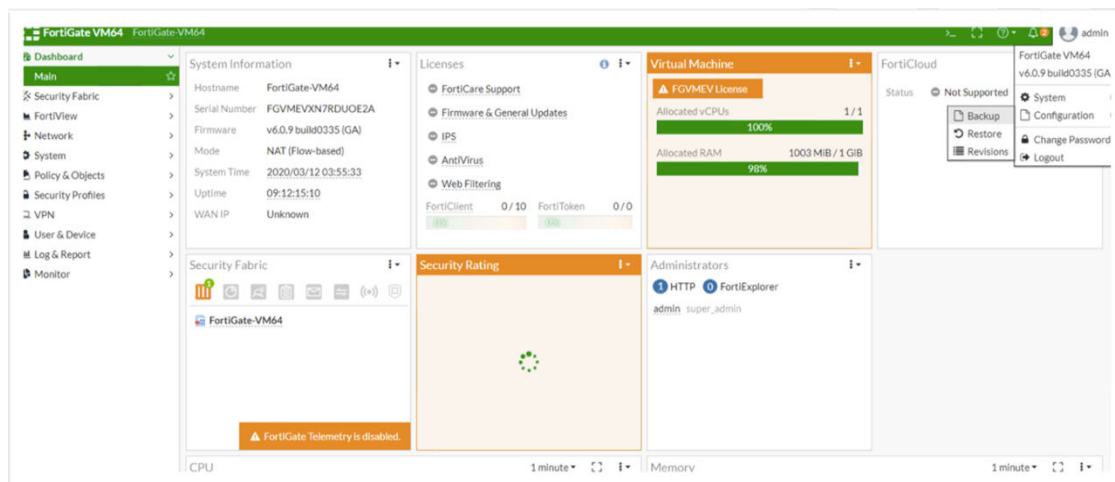 FortiGate VM64 FortiGate-VM64
admin
Dashboard
Main
Security Fabric
FortiView
Network
System
Policy & Objects
Security Profiles
VPN
User & Device
Log & Report
Monitor
System Information
Hostname FortiGate-VM64
Serial Number FGVMEVXN7RDUOE2A
Firmware v6.0.9 build0335 (GA)
Mode NAT (Flow-based)
System Time 2020/03/12 03:55:33
Uptime 09:12:15:10
WAN IP Unknown
Licenses
FortiCare Support
Firmware & General Updates
IPS
AntiVirus
Web Filtering
FortiClient 0/10 FortiToken 0/0
Virtual Machine
FGVMEV License
Allocated vCPUs 1/1
100%
Allocated RAM 1003 MiB/1 GiB
98%
FortiCloud
Status Not Supported
Backup
Restore
Revisions
FortiGate VM64
v6.0.9 build0335 (GA
System
Configuration
Change Password
Logout
Security Fabric
FortiGate-VM64
FortiGate Telemetry is disabled.
Security Rating
Administrators
1 HTTP 0 FortiExplorer
admin super_admin
CPU 1 minute
Memory 1 minute